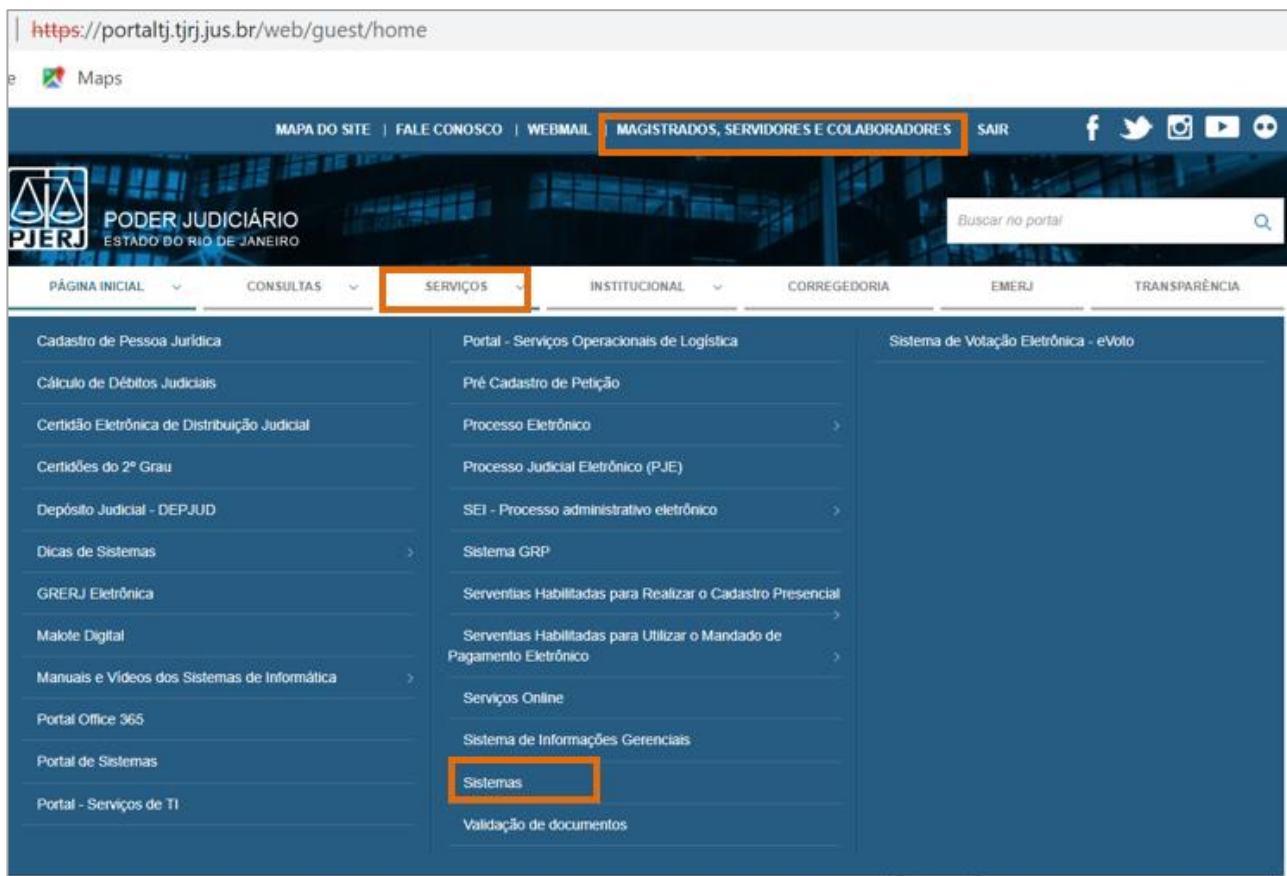 https://portaltj.tjrj.jus.br/web/guest/home
e Maps
MAPA DO SITE | FALE CONOSCO | WEBMAIL | MAGISTRADOS, SERVIDORES E COLABORADORES SAIR
PJERJ
PODER JUDICIÁRIO
ESTADO DO RIO DE JANEIRO
Buscar no portal
PÁGINA INICIAL CONSULTAS SERVIÇOS INSTITUCIONAL CORREGEDORIA EMERJ TRANSPARÊNCIA
Cadastro de Pessoa Jurídica
Cálculo de Débitos Judiciais
Certidão Eletrônica de Distribuição Judicial
Certidões do 2º Grau
Depósito Judicial - DEPJUD
Dicas de Sistemas
GRERJ Eletrônica
Malote Digital
Manuais e Vídeos dos Sistemas de Informática
Portal Office 365
Portal de Sistemas
Portal - Serviços de TI
Portal - Serviços Operacionais de Logística
Pré Cadastro de Petição
Processo Eletrônico
Processo Judicial Eletrônico (PJE)
SEI - Processo administrativo eletrônico
Sistema GRP
Serventias Habilitadas para Realizar o Cadastro Presencial
Serventias Habilitadas para Utilizar o Mandado de
Pagamento Eletrônico
Serviços Online
Sistema de Informações Gerenciais
Sistemas
Validação de documentos
Sistema de Votação Eletrônica - eVoto